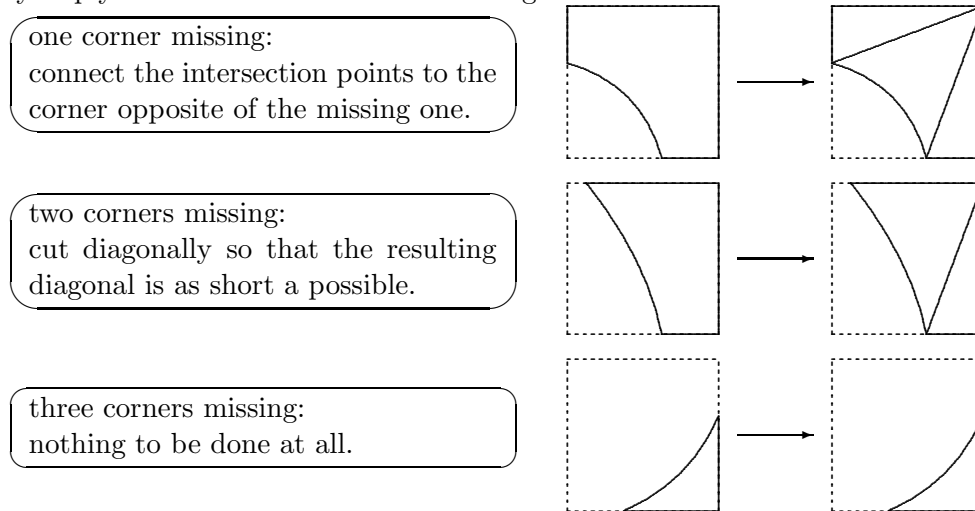 one corner missing:
connect the intersection points to the
corner opposite of the missing one.
two corners missing:
cut diagonally so that the resulting
diagonal is as short a possible.
three corners missing:
nothing to be done at all.